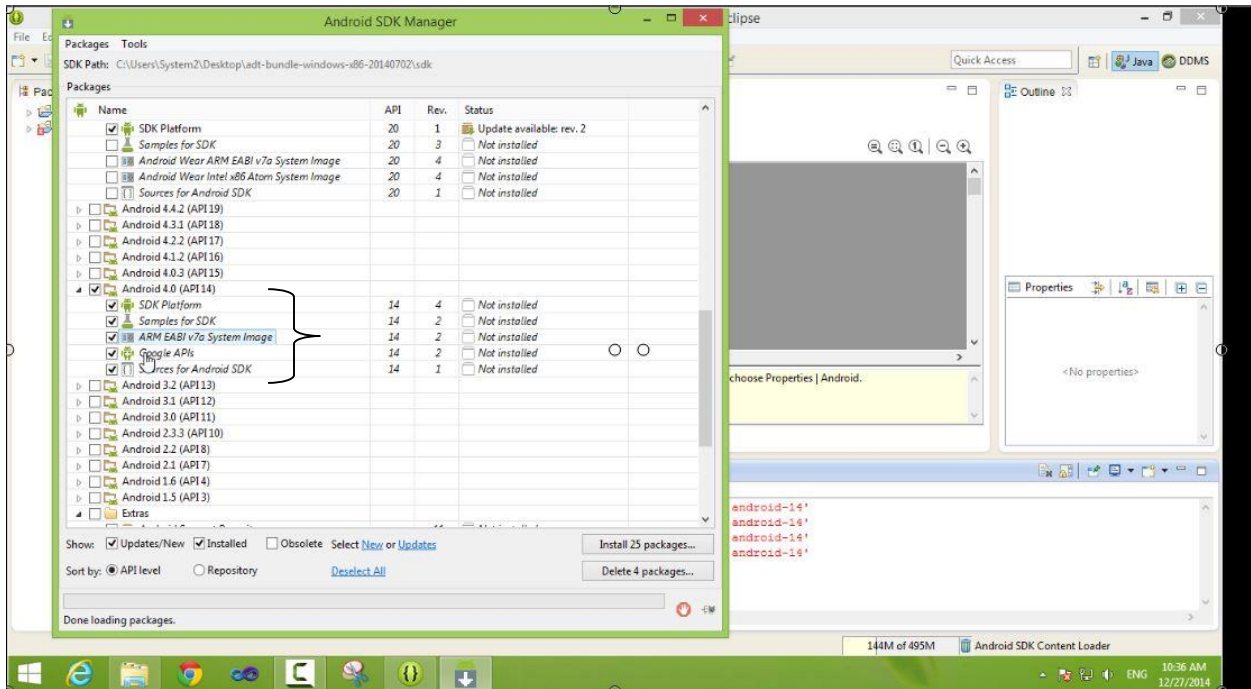 Android SDK Manager
clipse
File Ed
Packages Tools
SDK Path: C:\Users\System2\Desktop\adt-bundle-windows-x86-20140702\sdk
Quick Access
Java DDMS
Packages
Pac
Outline
Name API Rev. Status
SDK Platform 20 1 Update available: rev. 2
Samples for SDK 20 3 Not installed
Android Wear ARM EABI v7a System Image 20 4 Not installed
Android Wear Intel x86 Atom System Image 20 4 Not installed
Sources for Android SDK 20 1 Not installed
Android 4.4.2 (API 19)
Android 4.3.1 (API 18)
Android 4.2.2 (API 17)
Android 4.1.2 (API 16)
Android 4.0.3 (API 15)
Android 4.0 (API 14)
SDK Platform 14 4 Not installed
Samples for SDK 14 2 Not installed
ARM EABI v7a System Image 14 2 Not installed
Google APIs 14 2 Not installed
Sources for Android SDK 14 1 Not installed
Android 3.2 (API 13)
Android 3.1 (API 12)
Android 3.0 (API 11)
Android 2.3.3 (API 10)
Android 2.2 (API 8)
Android 2.1 (API 7)
Android 1.6 (API 4)
Android 1.5 (API 3)
Extras
Properties
<No properties>
choose Properties | Android.
android-14'
android-14'
android-14'
android-14'
Show: Updates/New Installed Obsolete Select New or Updates
Install 25 packages...
Sort by: API level Repository Deselect All
Delete 4 packages...
Done loading packages.
144M of 495M
Android SDK Content Loader
ENG
10:36 AM
12/27/2014